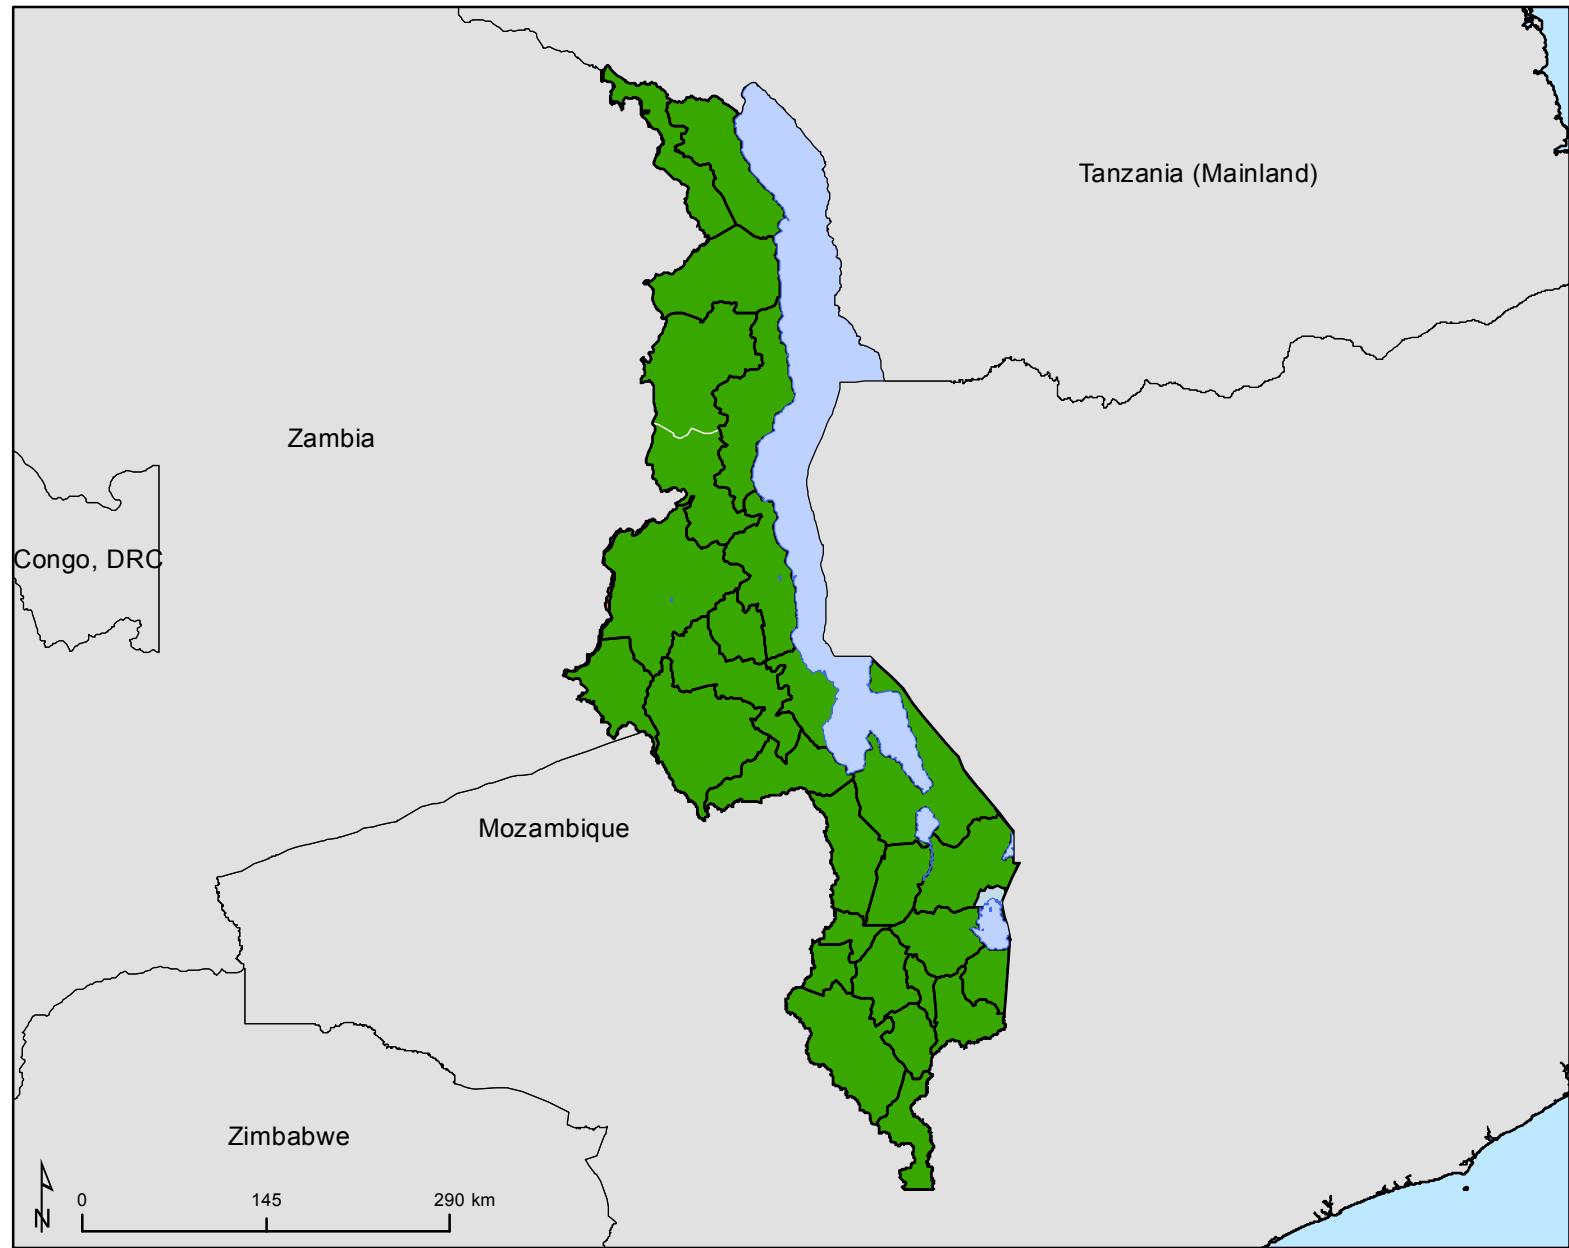 Tanzania (Mainland)
Zambia
Congo, DRC
Mozambique
Zimbabwe
N
0 145 290 km